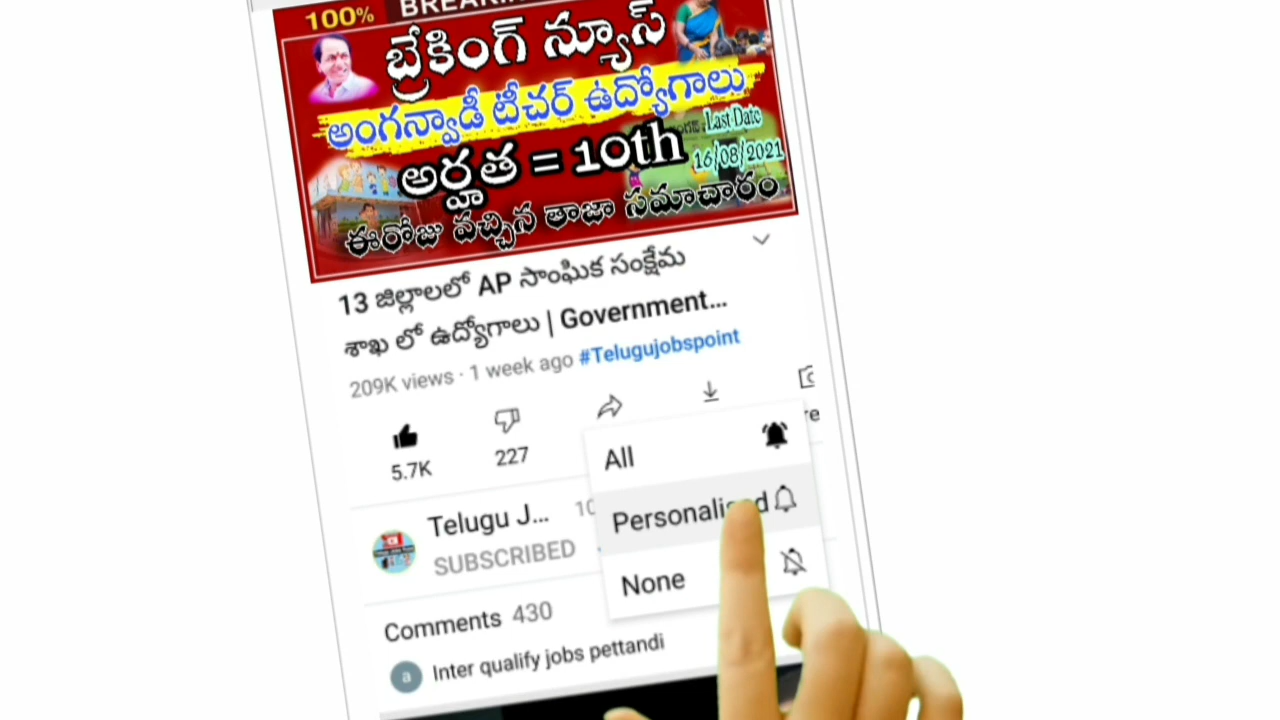 100% BREAKING
బ్రేకింగ్ న్యూస్
అంగన్వాడీ టీచర్ ఉద్యోగాలు
Last Date
అర్హత = 10th
16/08/2021
ఈరోజు వచ్చిన తాజా సమాచారం
13 జిల్లాలలో AP సాంఘిక సంక్షేమ
శాఖ లో ఉద్యోగాలు | Government...
209K views · 1 week ago #Telugujobspoint
5.7K
227
All
Personalised
None
Telugu J...
SUBSCRIBED
Comments 430
a Inter qualify jobs pettandi